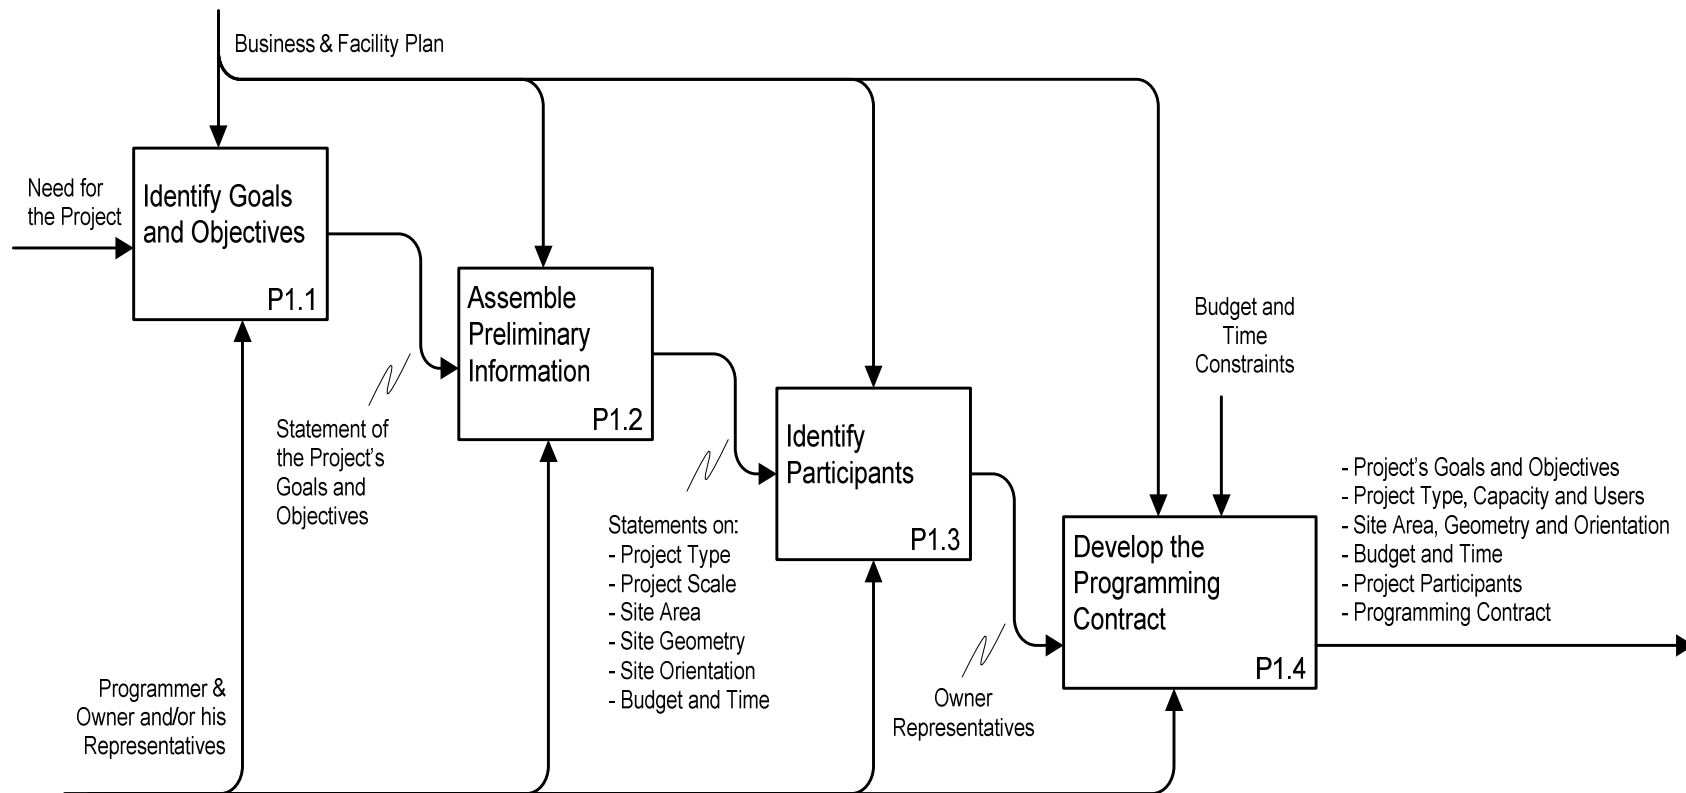 Business & Facility Plan
Need for
the Project
Identify Goals
and Objectives
P1.1
Assemble
Preliminary
Information
P1.2
Statement of
the Project's
Goals and
Objectives
Identify
Participants
P1.3
Statements on:
- Project Type
- Project Scale
- Site Area
- Site Geometry
- Site Orientation
- Budget and Time
Budget and
Time
Constraints
Develop the
Programming
Contract
P1.4
- Project's Goals and Objectives
- Project Type, Capacity and Users
- Site Area, Geometry and Orientation
- Budget and Time
- Project Participants
- Programming Contract
Programmer &
Owner and/or his
Representatives
Owner
Representatives